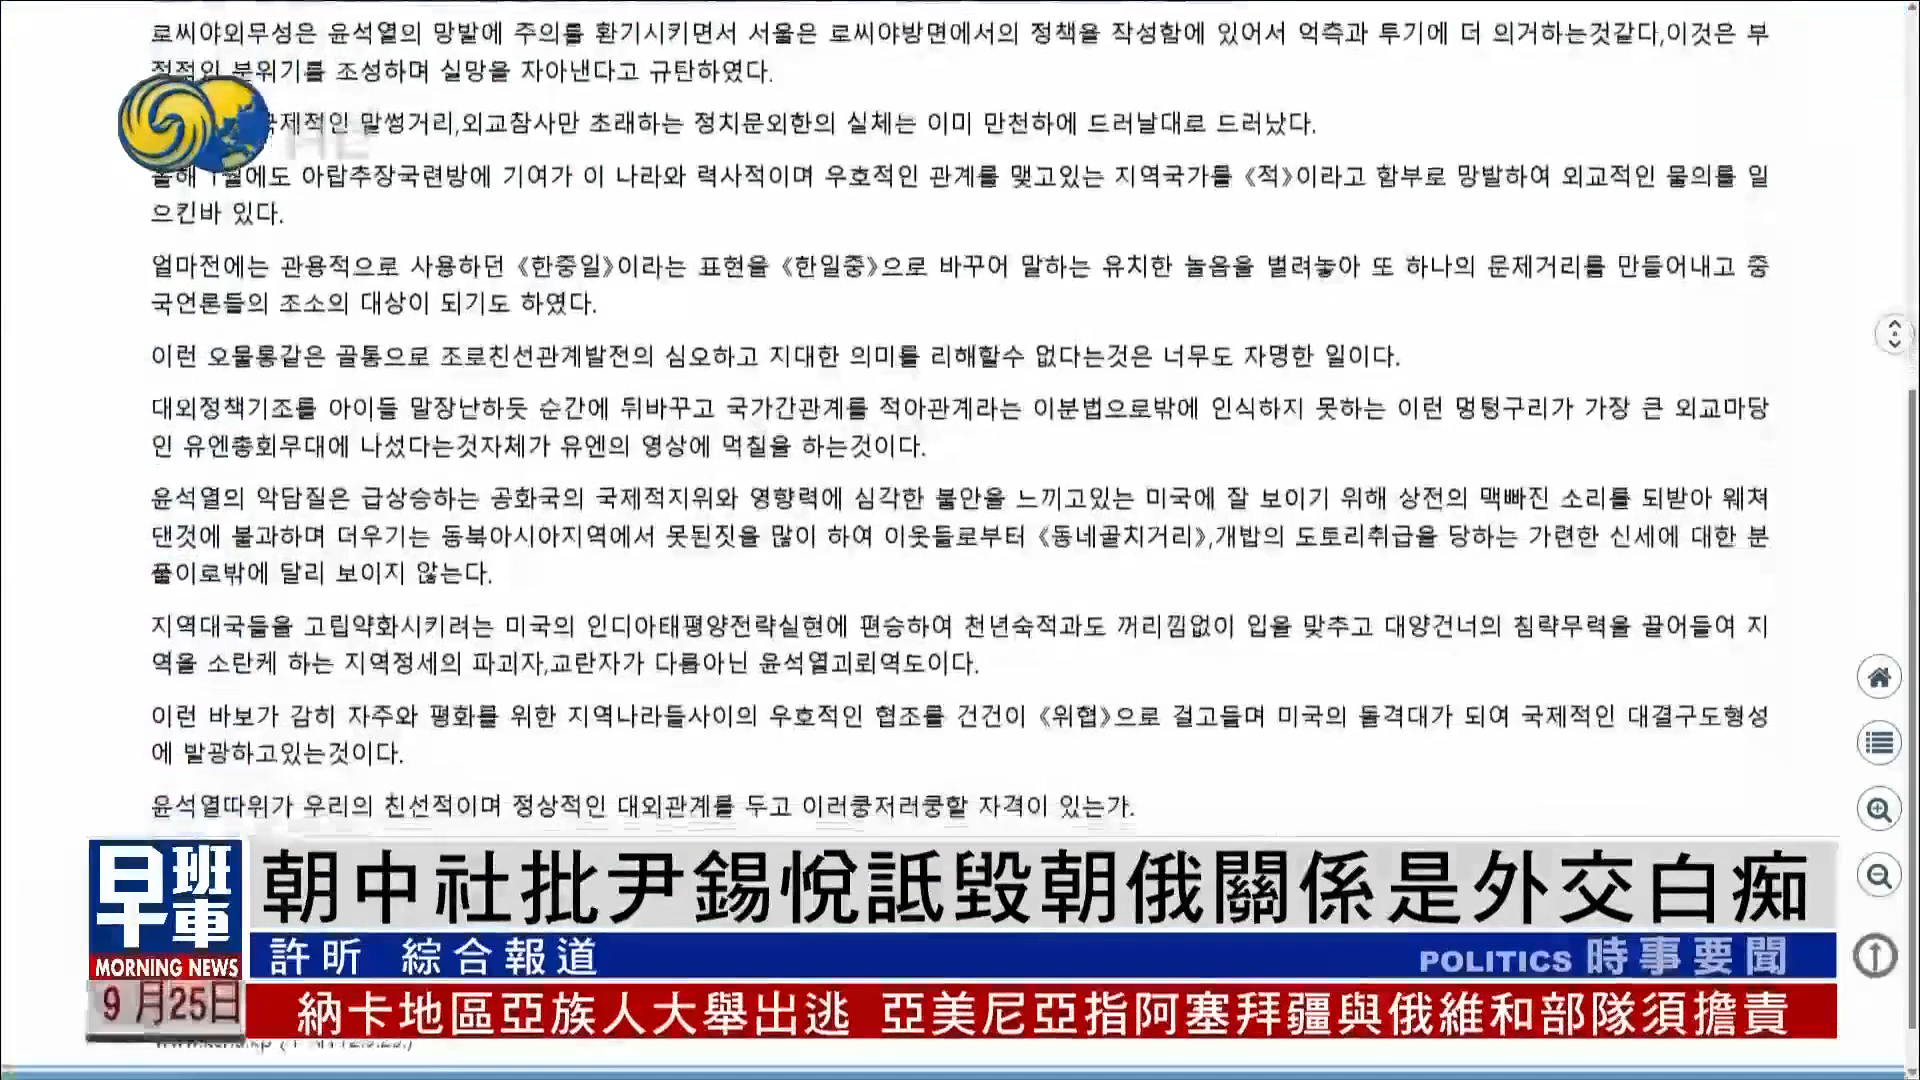 로씨야외무성은 윤석열의 망발에 주의를 환기시키면서 서울은 로씨야방면에서의 정책을 작성함에 있어서 억측과 투기에 더 의거하는것같다,이것은 부
정적인 분위기를 조성하며 실망을 자아낸다고 규탄하였다.
국제적인 말썽거리,외교참사만 초래하는 정치문외한의 실체는 이미 만천하에 드러날대로 드러났다.
올해 1월에도 아랍추장국련방에 기여가 이 나라와 력사적이며 우호적인 관계를 맺고있는 지역국가를 《적》이라고 함부로 망발하여 외교적인 물의를 일
으킨바 있다.
얼마전에는 관용적으로 사용하던 《한중일》이라는 표현을 《한일중》으로 바꾸어 말하는 유치한 놀음을 벌려놓아 또 하나의 문제거리를 만들어내고 중
국언론들의 조소의 대상이 되기도 하였다.
이런 오물통같은 골통으로 조로친선관계발전의 심오하고 지대한 의미를 리해할수 없다는것은 너무도 자명한 일이다.
대외정책기조를 아이들 말장난하듯 순간에 뒤바꾸고 국가간관계를 적아관계라는 이분법으로밖에 인식하지 못하는 이런 멍텅구리가 가장 큰 외교마당
인 유엔총회무대에 나섰다는것자체가 유엔의 영상에 먹칠을 하는것이다.
윤석열의 악담질은 급상승하는 공화국의 국제적지위와 영향력에 심각한 불안을 느끼고있는 미국에 잘 보이기 위해 상전의 맥빠진 소리를 되받아 웨쳐
댄것에 불과하며 더우기는 동북아시아지역에서 못된짓을 많이 하여 이웃들로부터 《동네골치거리》,개밥의 도토리취급을 당하는 가련한 신세에 대한 분
풀이로밖에 달리 보이지 않는다.
지역대국들을 고립약화시키려는 미국의 인디아태평양전략실현에 편승하여 천년숙적과도 꺼리낌없이 입을 맞추고 대양건너의 침략무력을 끌어들여 지
역을 소란케 하는 지역정세의 파괴자,교란자가 다름아닌 윤석열괴뢰역도이다.
이런 바보가 감히 자주와 평화를 위한 지역나라들사이의 우호적인 협조를 건건이 《위협》으로 걸고들며 미국의 돌격대가 되여 국제적인 대결구도형성
에 발광하고있는것이다.
윤석열따위가 우리의 친선적이며 정상적인 대외관계를 두고 이러쿵저러쿵할 자격이 있는가.
早班車
朝中社批尹錫悅詆毀朝俄關係是外交白痴
MORNING NEWS
許昕 綜合報道
POLITICS 時事要聞
9月25日
納卡地區亞族人大舉出逃 亞美尼亞指阿塞拜疆與俄維和部隊須擔責